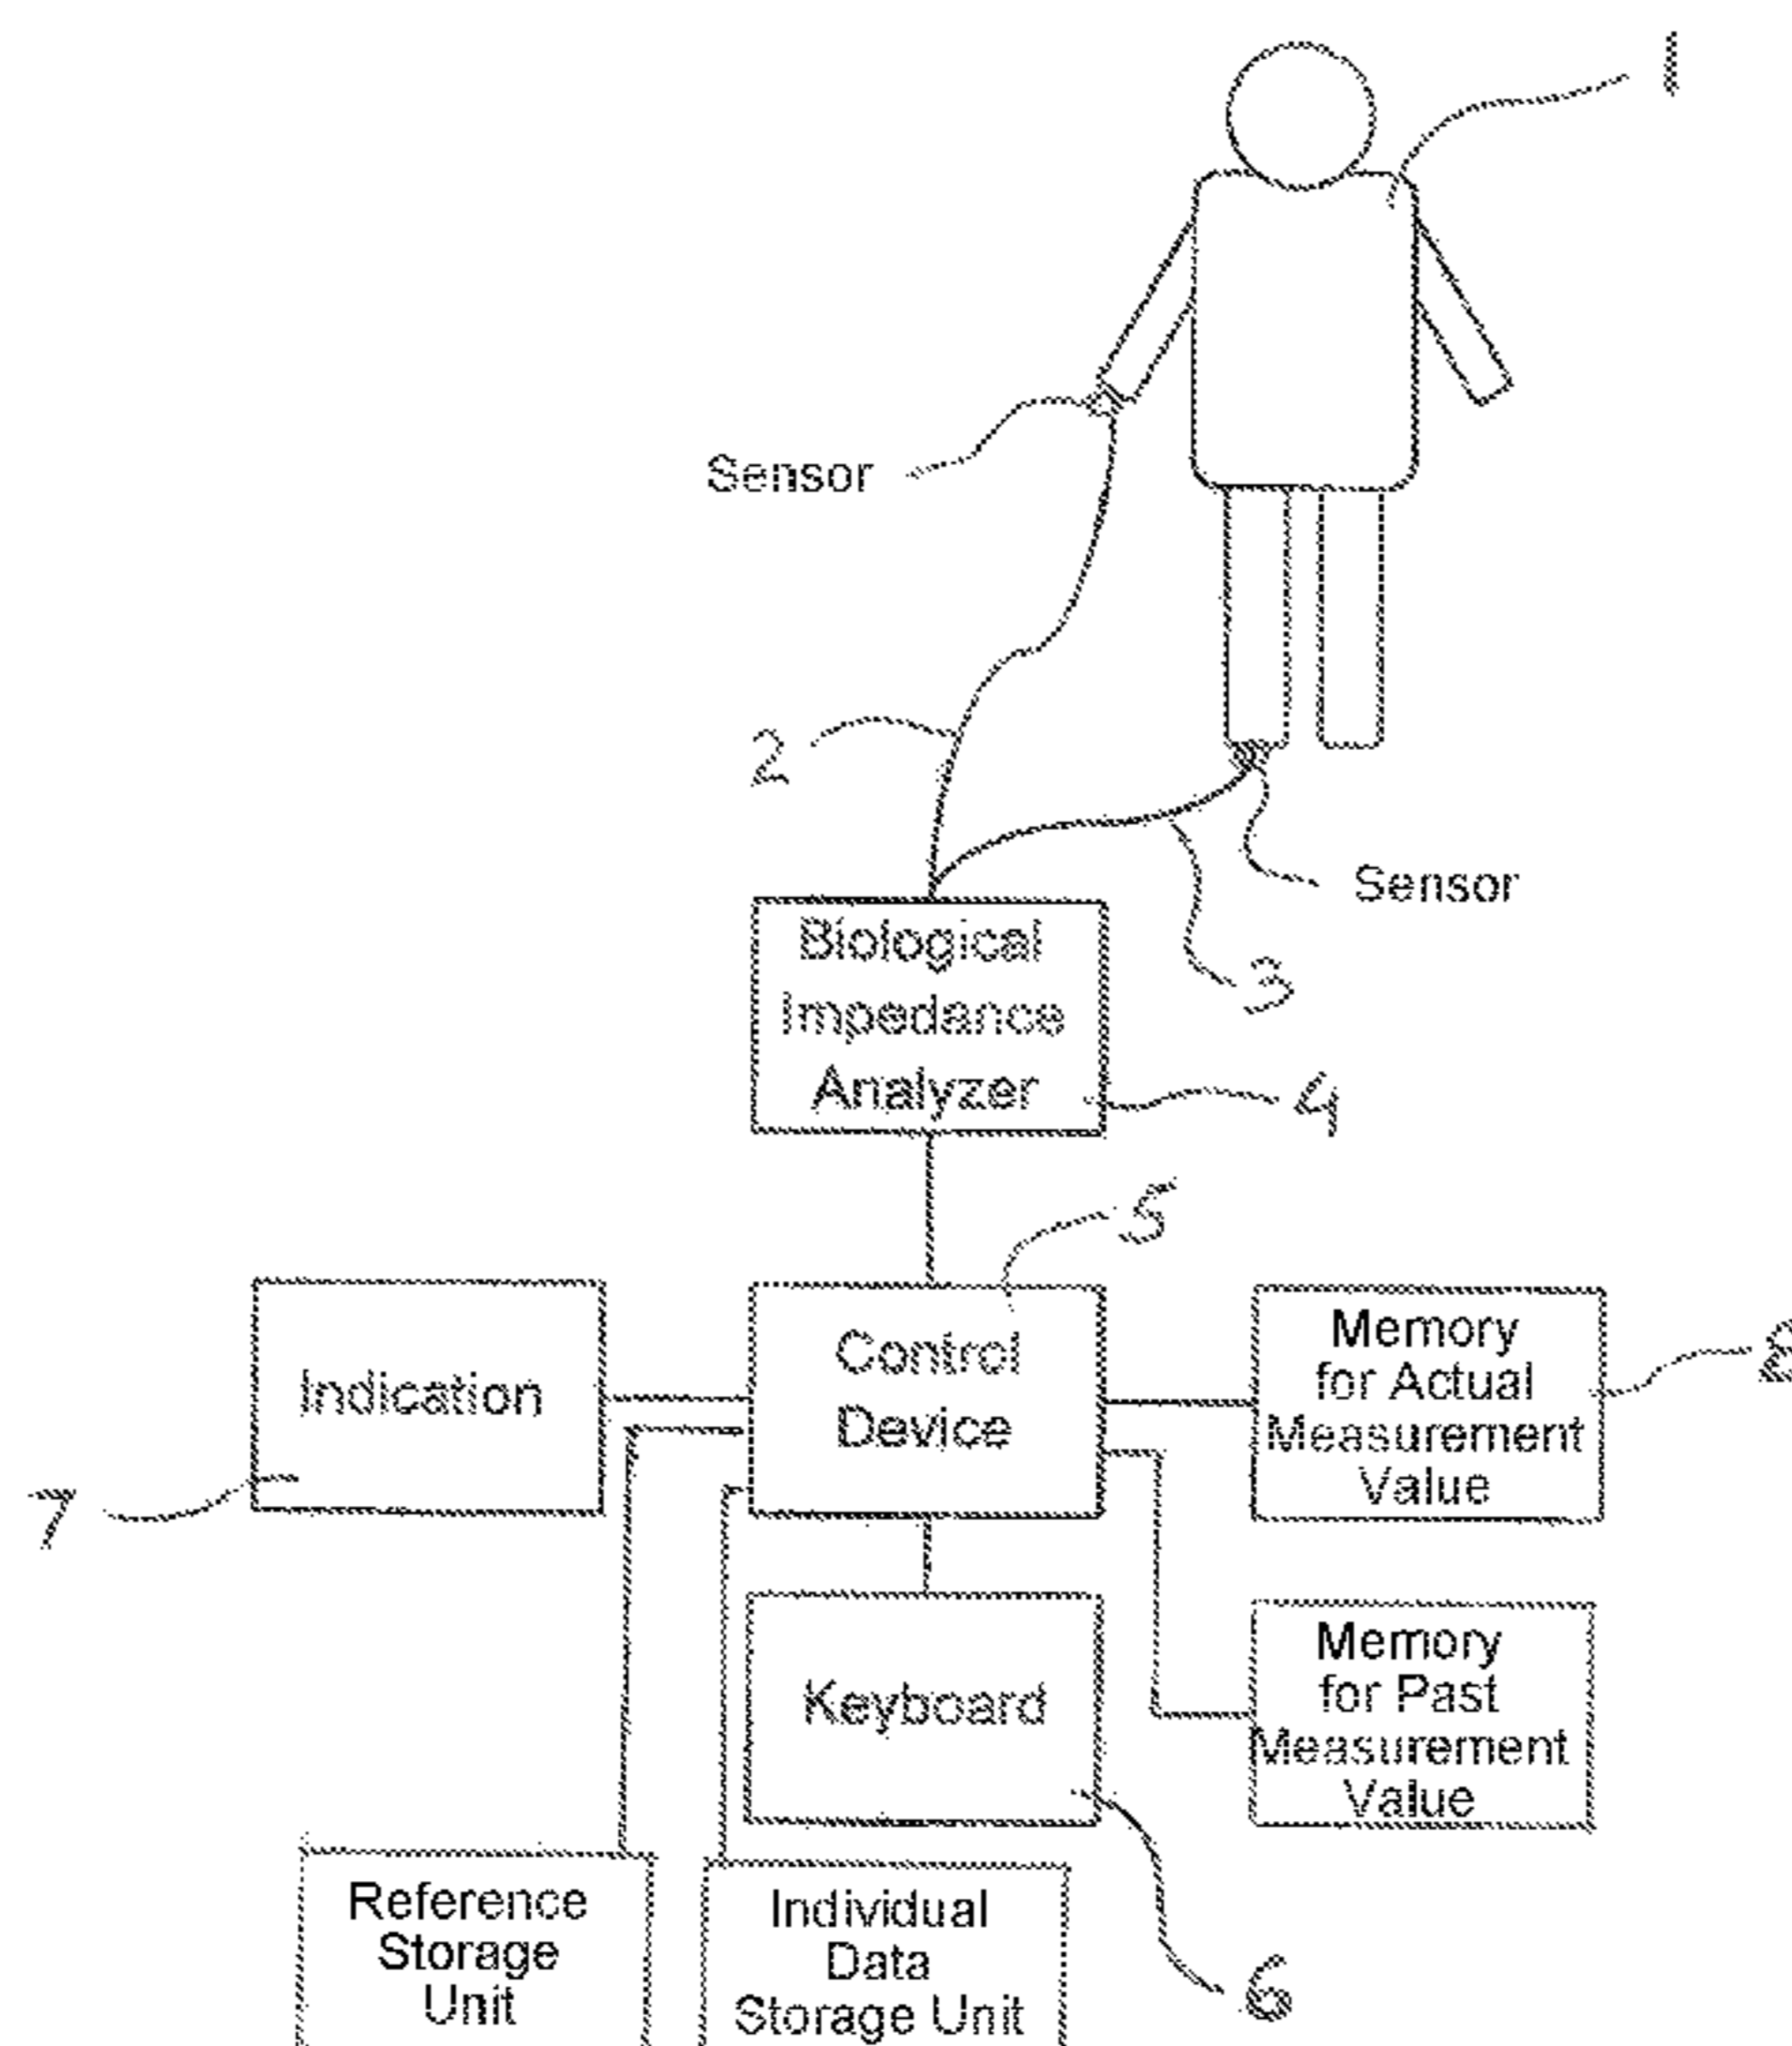 1
Sensor
2
Sensor
3
Biological
Impedance
Analyzer
4
5
Indication
7
Control
Device
Memory
for Actual
Measurement
Value
8
Keyboard
6
Memory
for Past
Measurement
Value
Reference
Storage
Unit
Individual
Data
Storage Unit